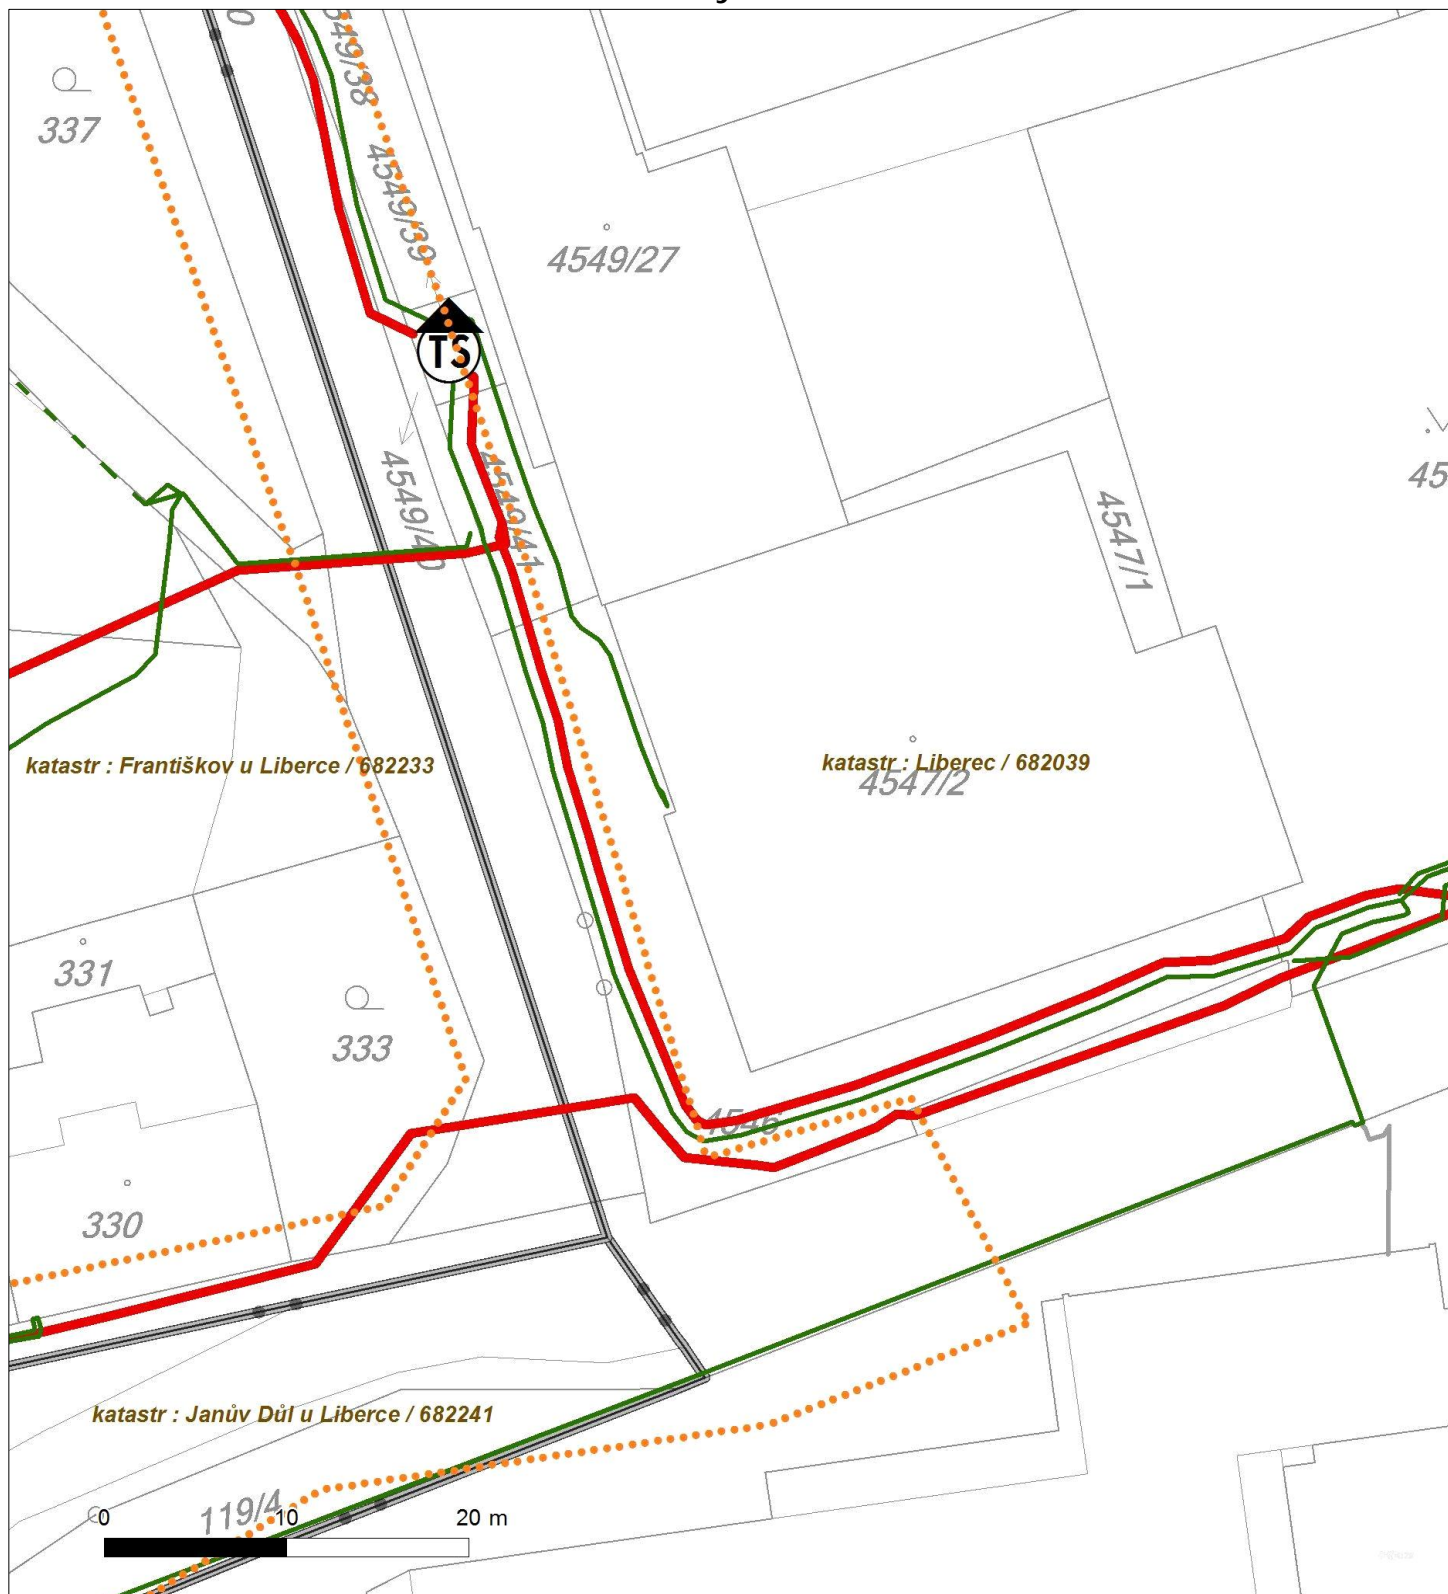 4549/38
337
4549/39
4549/27
TS
45
4549/40
4549/41
4547/1
katastr : Františkov u Liberce / 682233
katastr : Liberec / 682039
4547/2
331
333
4546
330
katastr : Janův Důl u Liberce / 682241
119/4
0 10 20 m